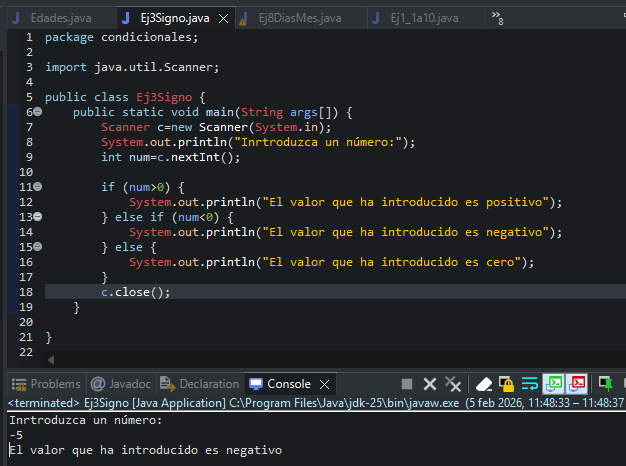 Edades.java Ej3Signo.java Ej8DiasMes.java Ej1_1a10.java »8
1 package condicionales;
2
3 import java.util.Scanner;
4
5 public class Ej3Signo {
6 public static void main(String args[]) {
7 Scanner c=new Scanner(System.in);
8 System.out.println("Inrtroduzca un número:");
9 int num=c.nextInt();
10
11 if (num>0) {
12 System.out.println("El valor que ha introducido es positivo");
13 } else if (num<0) {
14 System.out.println("El valor que ha introducido es negativo");
15 } else {
16 System.out.println("El valor que ha introducido es cero");
17 }
18 c.close();
19 }
20
21 }
22
Problems @ Javadoc Declaration Console
<terminated> Ej3Signo [Java Application] C:\Program Files\Java\jdk-25\bin\javaw.exe (5 feb 2026, 11:48:33 – 11:48:37
Inrtroduzca un número:
-5
El valor que ha introducido es negativo